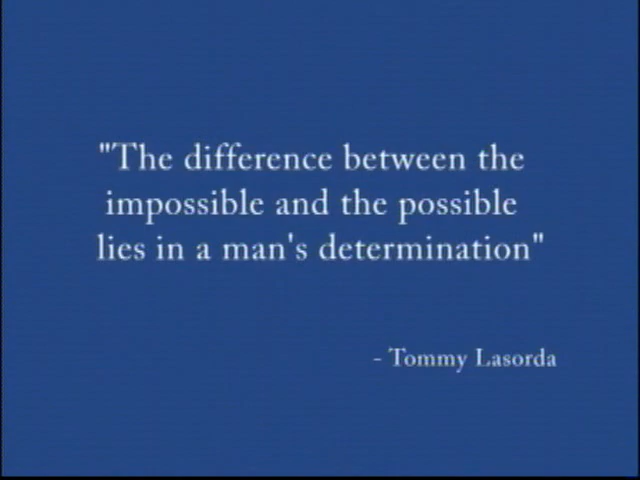 "The difference between the
impossible and the possible
lies in a man's determination"
- Tommy Lasorda